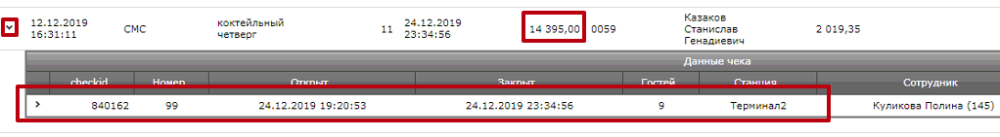 12.12.2019 16:31:11 СМС коктейльный четверг 11 24.12.2019 23:34:56 14 395,00 0059 Казаков Станислав Генадиевич 2 019,35
Данные чека
checkid Номер Открыт Закрыт Гостей Станция Сотрудник
840162 99 24.12.2019 19:20:53 24.12.2019 23:34:56 9 Терминал2 Куликова Полина (145)